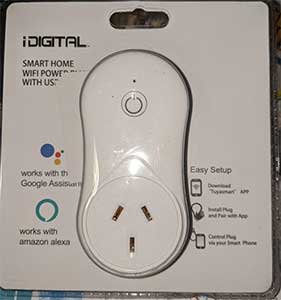 iDIGITAL
SMART HOME
WIFI POWER
WITH
works with
Google Assistant
works with
amazon alexa
Easy Setup
Download
"Tuyasmart" APP
Install Plug
and Pair with App
Control Plug
via your Smart Phone